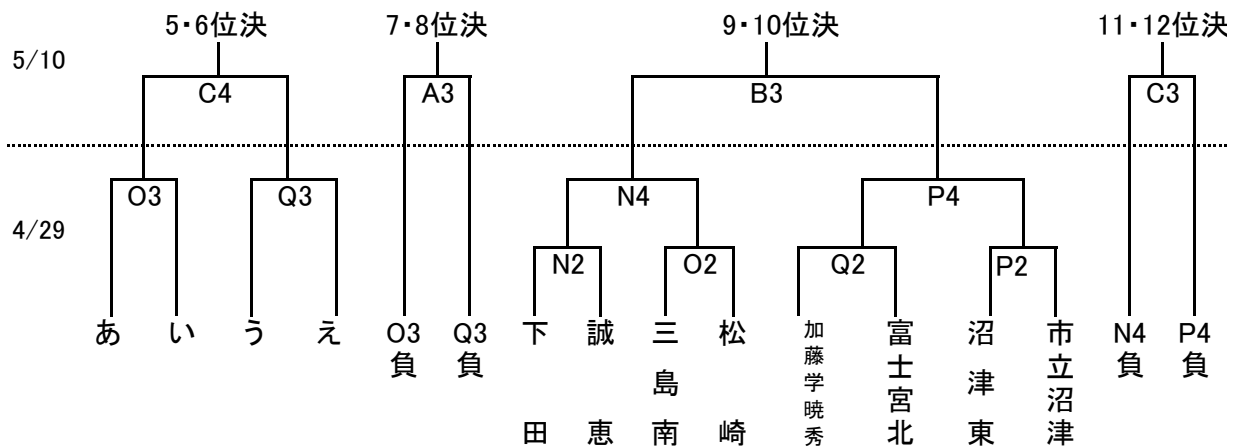 5・6位決 7・8位決 9・10位決 11・12位決
5/10
C4 A3 B3 C3
O3 Q3 N4 P4
4/29
N2 O2 Q2 P2
あ い う え O3負 Q3負 下田 誠恵 三島南 松崎 加藤学暁秀 富士宮北 沼津東 市立沼津 N4負 P4負